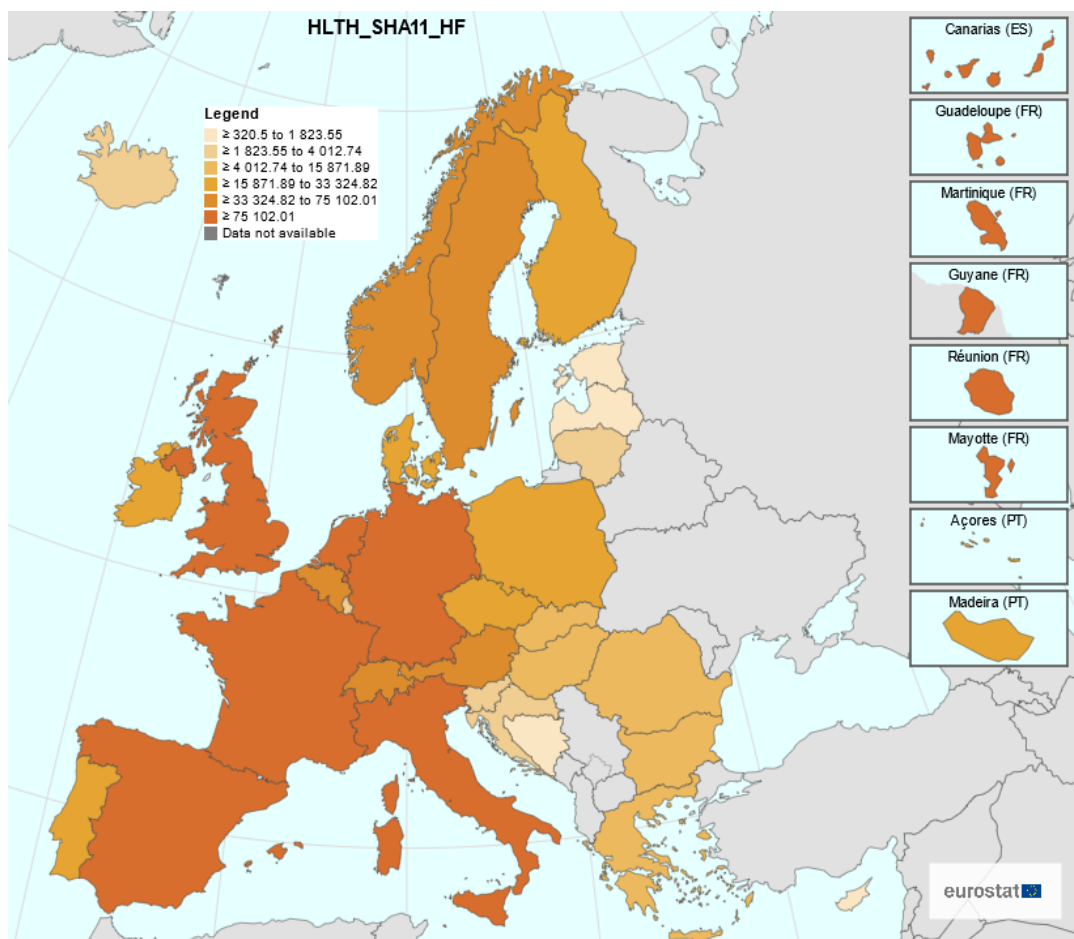 HLTH_SHA11_HF
Legend
≥ 320.5 to 1 823.55
≥ 1 823.55 to 4 012.74
≥ 4 012.74 to 15 871.89
≥ 15 871.89 to 33 324.82
≥ 33 324.82 to 75 102.01
≥ 75 102.01
Data not available
Canarias (ES)
Guadeloupe (FR)
Martinique (FR)
Guyane (FR)
Réunion (FR)
Mayotte (FR)
Açores (PT)
Madeira (PT)
eurostat